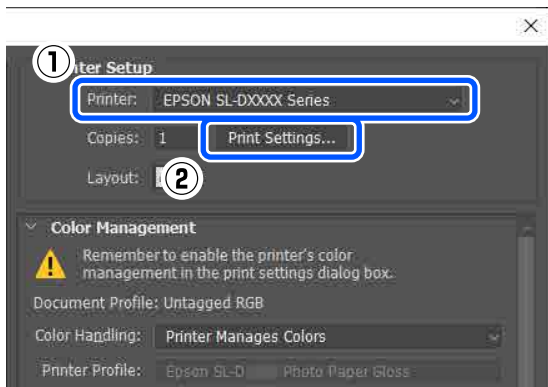 ①
nter Setup
Printer: EPSON SL-DXXXX Series
Copies: 1 Print Settings...
Layout:
②
Color Management
Remember to enable the printer's color
management in the print settings dialog box.
Document Profile: Untagged RGB
Color Handling: Printer Manages Colors
Printer Profile: Epson SL-D Photo Paper Gloss